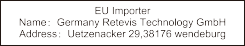 EU Importer
Name: Germany Retevis Technology GmbH
Address: Uetzenacker 29,38176 wendeburg